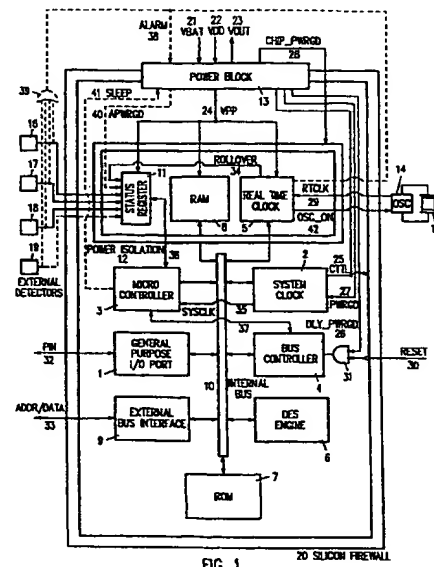 ALARM
38
21
VBAT
22
VDD
23
VOUT
CHIP_PWRGD
28
41 SLEEP
POWER BLOCK
13
39
40
APWRGD
24
VPP
16
17
18
19
EXTERNAL
DETECTORS
11
STATUS
REGISTER
ROLLOVER
34
RAM
8
REAL TIME
CLOCK
5
RTCLK
29
OSC_ON
42
14
OSC
POWER ISOLATION
12
36
MICRO
CONTROLLER
3
SYSCLK
35
SYSTEM
CLOCK
2
25
CTTL
27
PWRGD
37
DLY_PWRGD
26
PIN
32
GENERAL
PURPOSE
I/O PORT
1
BUS
CONTROLLER
4
RESET
30
31
10
INTERNAL
BUS
ADDR/DATA
33
EXTERNAL
BUS INTERFACE
9
DES
ENGINE
6
ROM
7
20 SILICON FIREWALL
FIG. 1